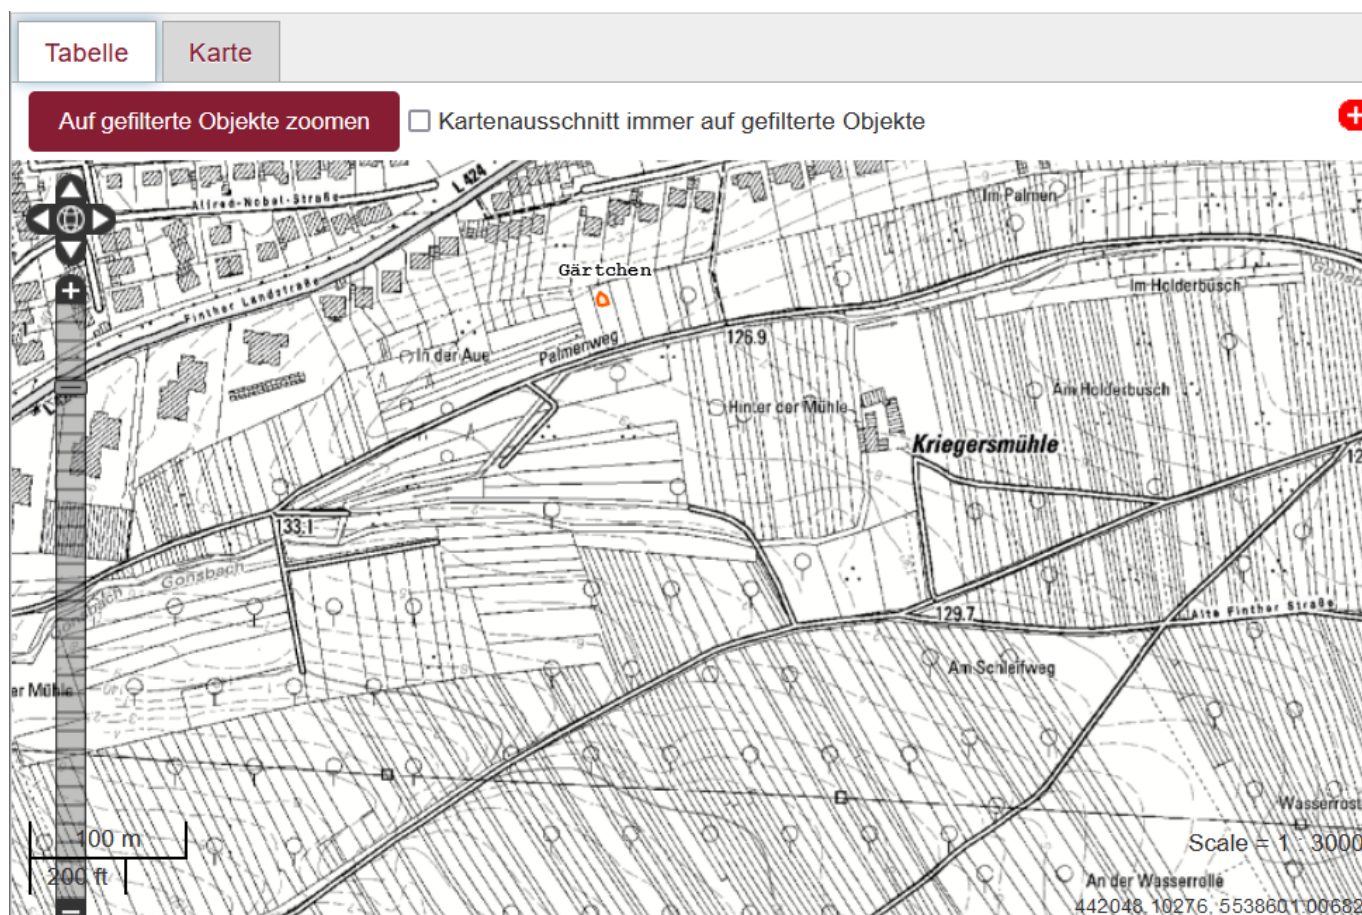 Tabelle Karte
Auf gefilterte Objekte zoomen
Kartenausschnitt immer auf gefilterte Objekte
L 424
Alfred-Nobel-Straße
Im Palmen
Gärtchen
Finther Landstraße
Im Holderbüsch
126.9
Palmenweg
In der Aue
Am Holderbusch
Hinter der Mühle
Kriegersmühle
133.1
Gonsbach
129.7
Alte Finther Straße
Am Schleifweg
er Mühle
Wasserrost
100 m
Scale = 1 : 3000
200 ft
An der Wasserrolle
442048.10276, 5538601.00682